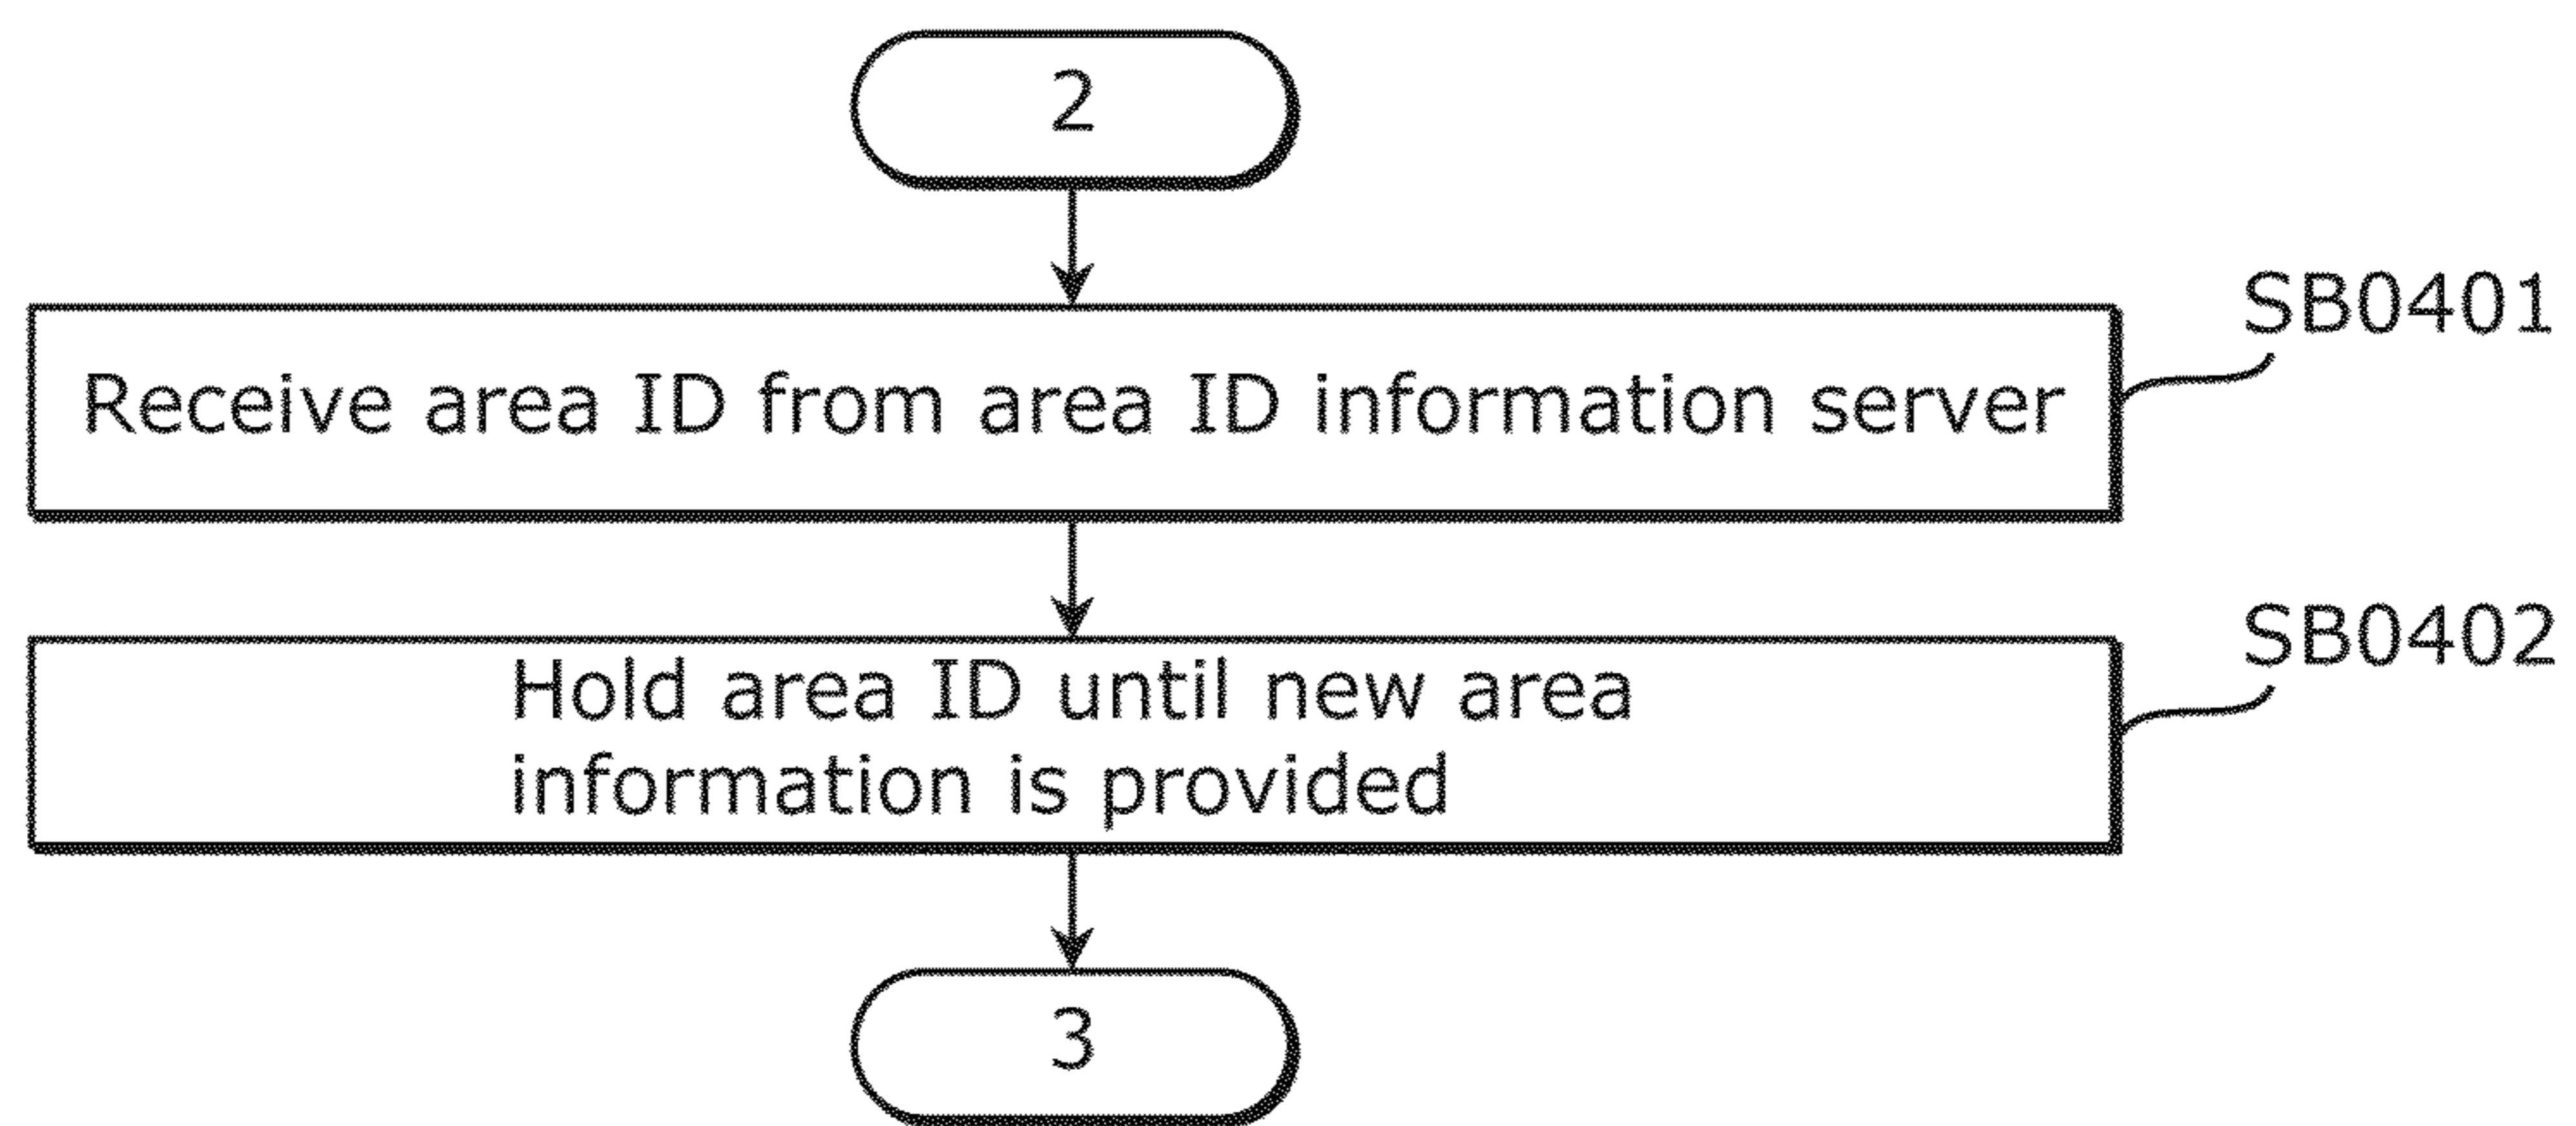 2
SB0401
Receive area ID from area ID information server
SB0402
Hold area ID until new area
information is provided
3